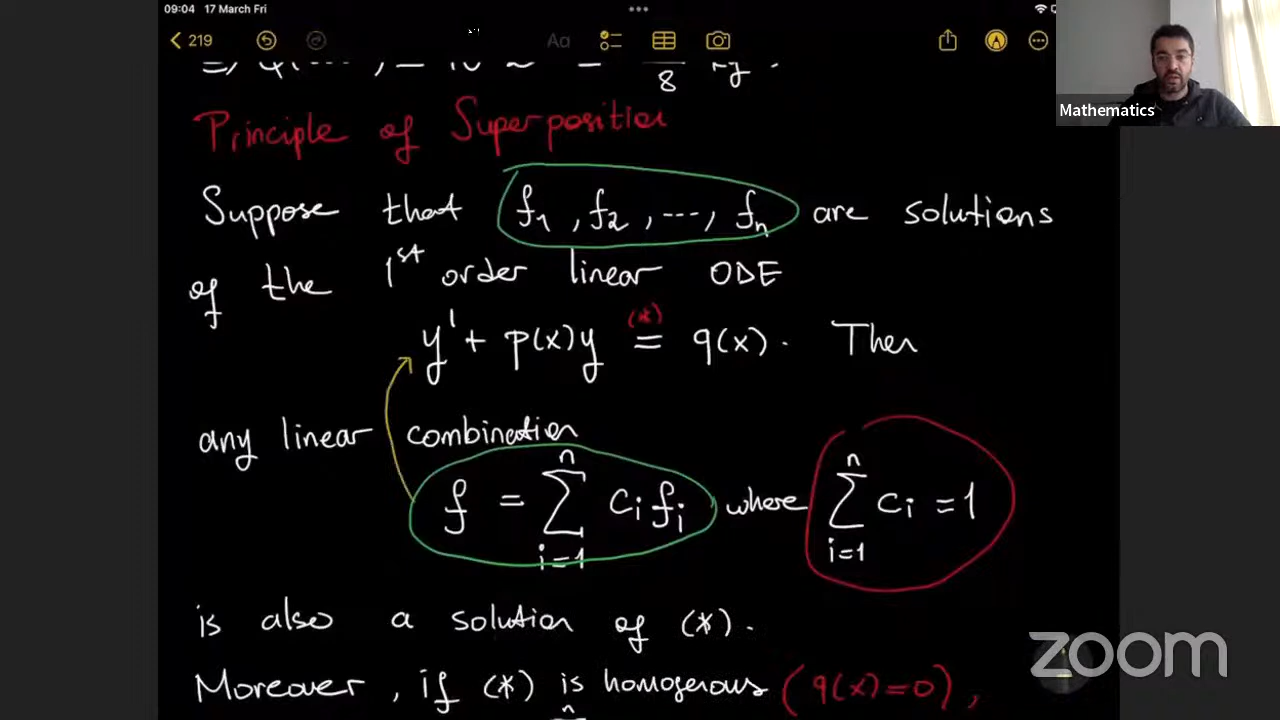 09:04 17 March Fri
219
Aa
8
Principle of Superposition
Suppose that f1, f2, ..., fn are solutions
of the 1st order linear ODE
y' + p(x)y = q(x). Then
(*)
any linear combination
f = n∑i=1 ci fi where n∑i=1 ci = 1
is also a solution of (*).
Moreover, if (*) is homogenous (q(x)=0),
n
Mathematics
zoom